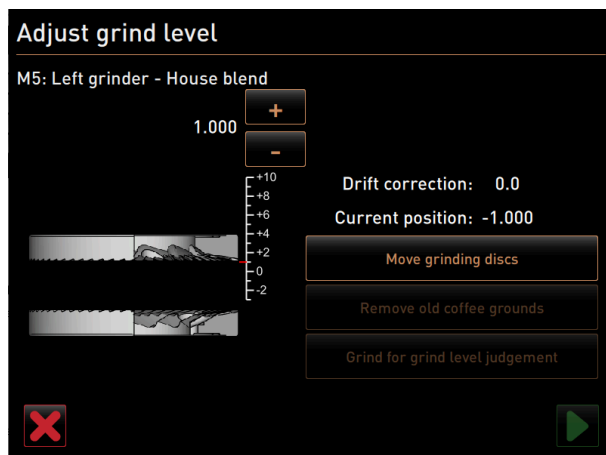 Adjust grind level
M5: Left grinder - House blend
+
1.000
-
+10
+8
+6
+4
+2
0
-2
Drift correction: 0.0
Current position: -1.000
Move grinding discs
Remove old coffee grounds
Grind for grind level judgement